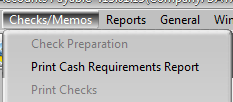 Checks/Memos Reports General
Check Preparation
Print Cash Requirements Report
Print Checks